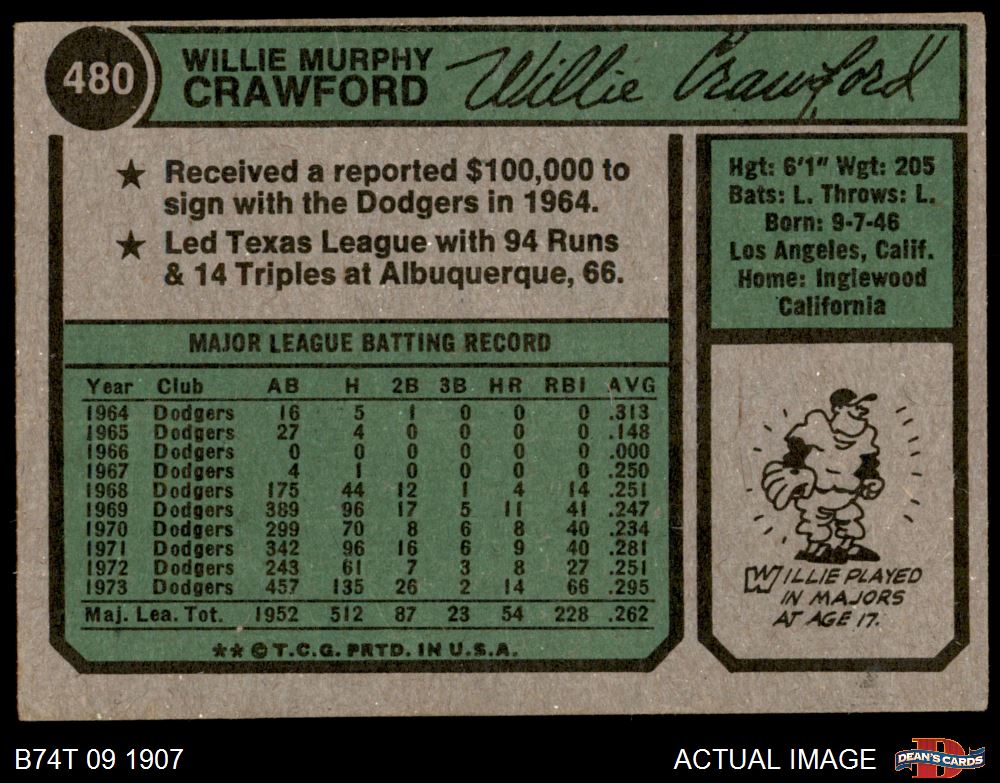 480
WILLIE MURPHY
CRAWFORD
Willie Crawford
★ Received a reported $100,000 to
sign with the Dodgers in 1964.
★ Led Texas League with 94 Runs
& 14 Triples at Albuquerque, 66.
Hgt: 6'1" Wgt: 205
Bats: L. Throws: L.
Born: 9-7-46
Los Angeles, Calif.
Home: Inglewood
California
MAJOR LEAGUE BATTING RECORD
Year Club AB H 2B 3B HR RBI AVG
1964 Dodgers 16 5 1 0 0 0 .313
1965 Dodgers 27 4 0 0 0 0 .148
1966 Dodgers 0 0 0 0 0 0 .000
1967 Dodgers 4 1 0 0 0 0 .250
1968 Dodgers 175 44 12 1 4 14 .251
1969 Dodgers 389 96 17 5 11 41 .247
1970 Dodgers 299 70 8 6 8 40 .234
1971 Dodgers 342 96 16 6 9 40 .281
1972 Dodgers 243 61 7 3 8 27 .251
1973 Dodgers 457 135 26 2 14 66 .295
Maj. Lea. Tot. 1952 512 87 23 54 228 .262
** © T.C.G. PRTD. IN U.S.A.
WILLIE PLAYED
IN MAJORS
AT AGE 17.
B74T 09 1907
ACTUAL IMAGE
D
DEAN'S CARDS